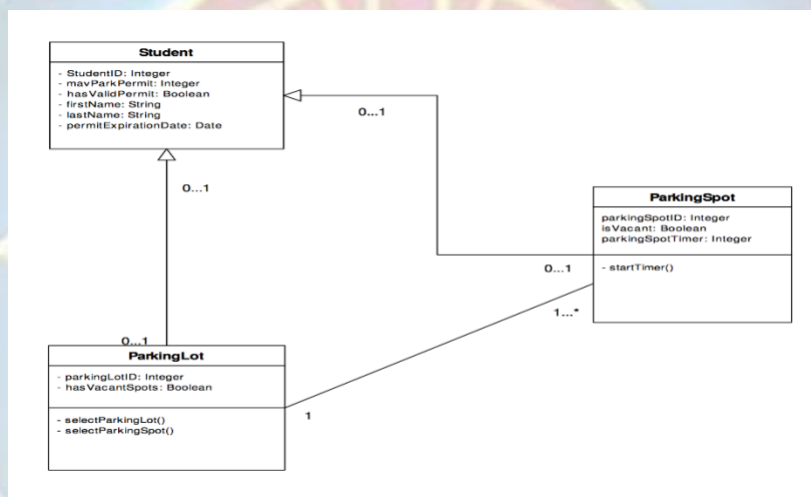 Student
- StudentID: Integer
- mavParkPermit: Integer
- hasValidPermit: Boolean
- firstName: String
- lastName: String
- permitExpirationDate: Date
0...1
0...1
ParkingSpot
parkingSpotID: Integer
isVacant: Boolean
parkingSpotTimer: Integer
- startTimer()
0...1
1...*
0...1
ParkingLot
- parkingLotID: Integer
- hasVacantSpots: Boolean
- selectParkingLot()
- selectParkingSpot()
1